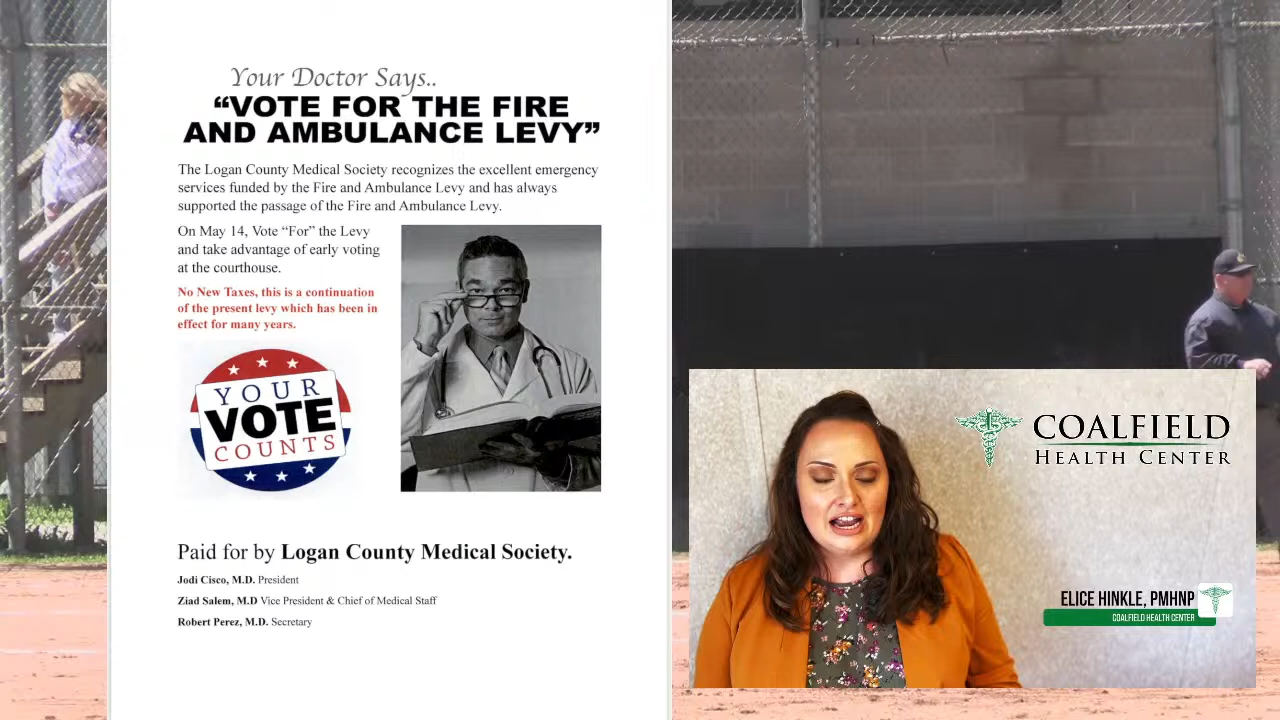 Your Doctor Says..
“VOTE FOR THE FIRE
AND AMBULANCE LEVY”
The Logan County Medical Society recognizes the excellent emergency
services funded by the Fire and Ambulance Levy and has always
supported the passage of the Fire and Ambulance Levy.
On May 14, Vote “For” the Levy
and take advantage of early voting
at the courthouse.
No New Taxes, this is a continuation
of the present levy which has been in
effect for many years.
YOUR
VOTE
COUNTS
Paid for by Logan County Medical Society.
Jodi Cisco, M.D. President
Ziad Salem, M.D Vice President & Chief of Medical Staff
Robert Perez, M.D. Secretary
COALFIELD
HEALTH CENTER
ELICE HINKLE, PMHNP
COALFIELD HEALTH CENTER